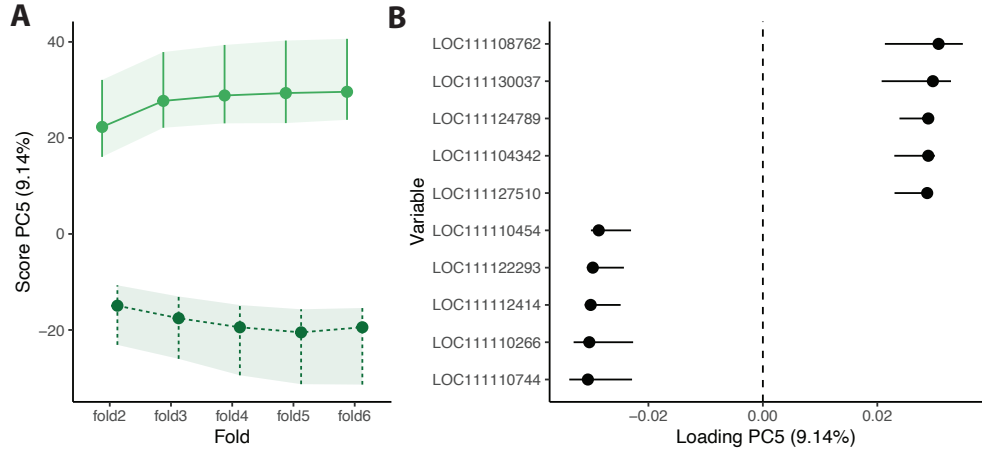 A
Score PC5 (9.14%)
40
20
0
−20
fold2 fold3 fold4 fold5 fold6
Fold
B
Variable
LOC111108762
LOC111130037
LOC111124789
LOC111104342
LOC111127510
LOC111110454
LOC111122293
LOC111112414
LOC111110266
LOC111110744
−0.02 0.00 0.02
Loading PC5 (9.14%)